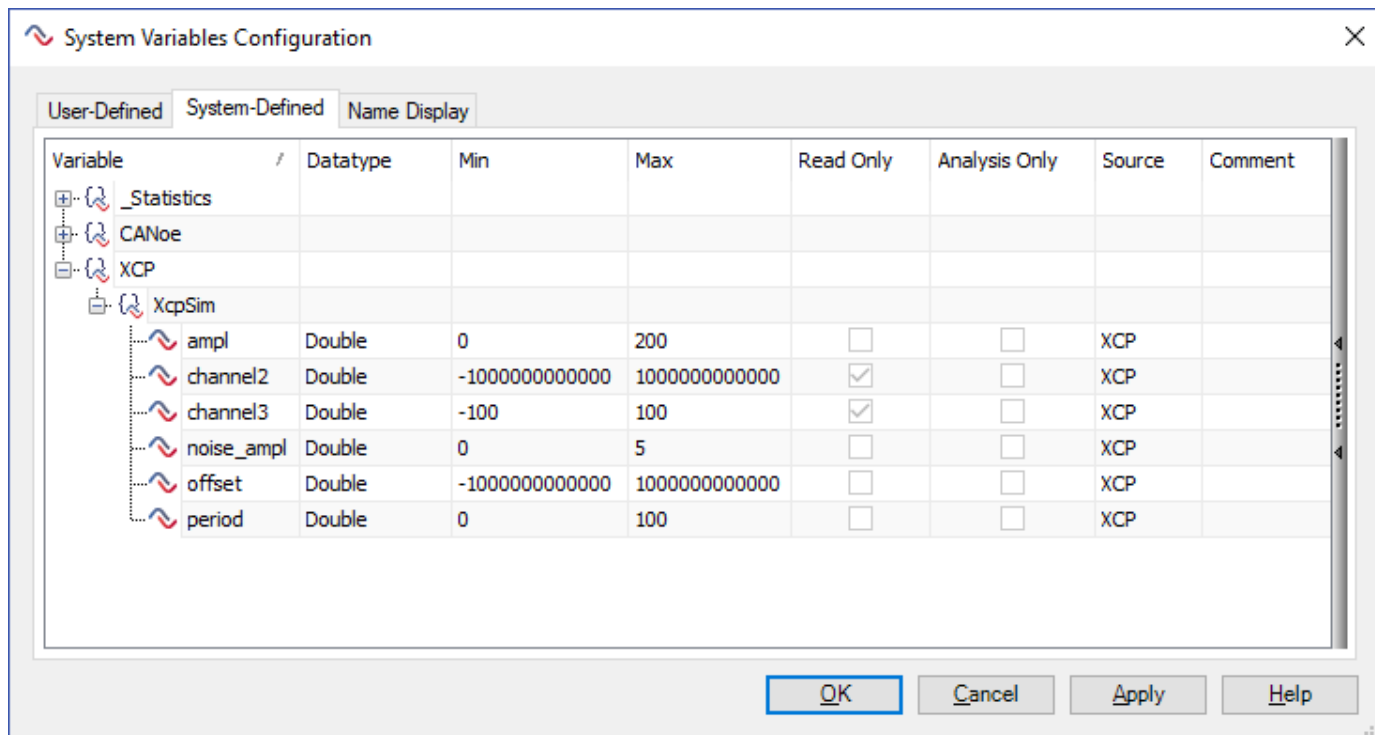 System Variables Configuration
User-Defined System-Defined Name Display
Variable Datatype Min Max Read Only Analysis Only Source Comment
_Statistics
CANoe
XCP
XcpSim
ampl Double 0 200 XCP
channel2 Double -1000000000000 1000000000000 XCP
channel3 Double -100 100 XCP
noise_ampl Double 0 5 XCP
offset Double -1000000000000 1000000000000 XCP
period Double 0 100 XCP
OK Cancel Apply Help